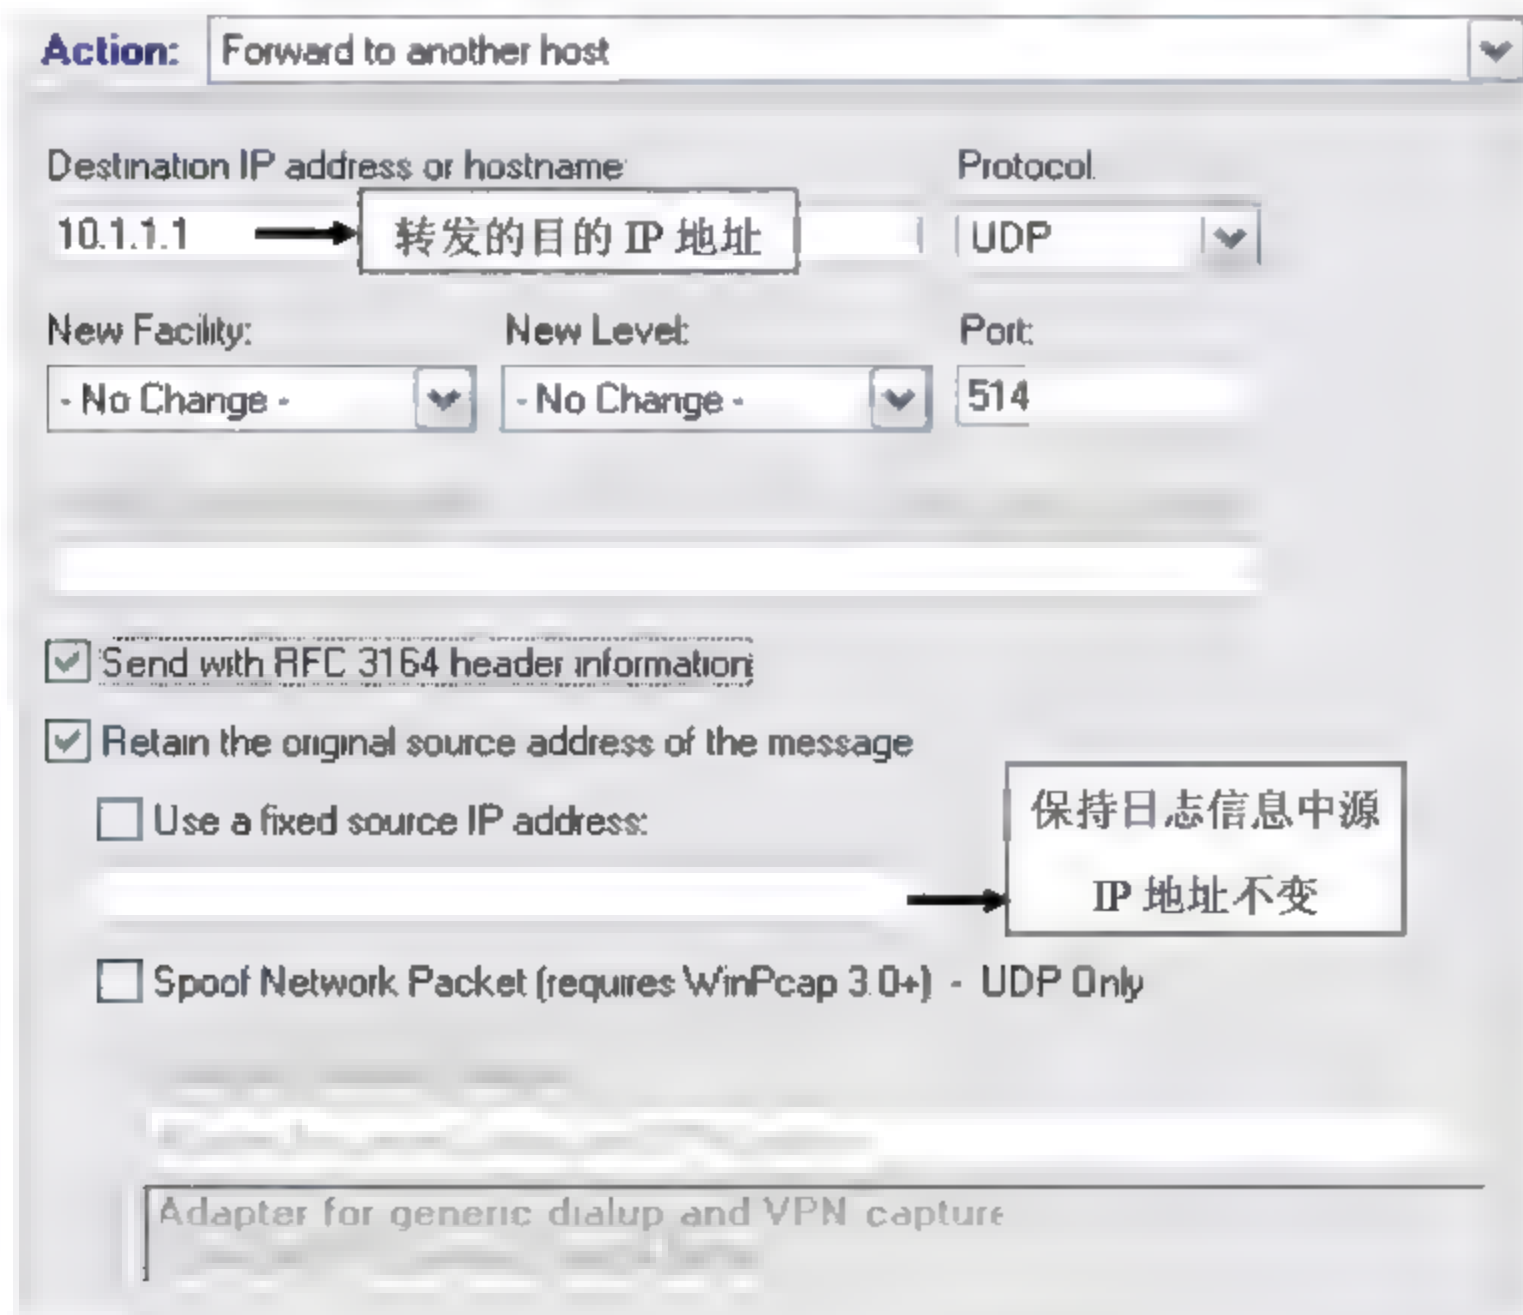 Action: Forward to another host
Destination IP address or hostname: Protocol:
10.1.1.1 转发的目的 IP 地址 UDP
New Facility: New Level: Port:
- No Change - - No Change - 514
Send with RFC 3164 header information
Retain the original source address of the message
Use a fixed source IP address:
保持日志信息中源
IP 地址不变
Spoof Network Packet (requires WinPcap 3.0+) - UDP Only
Adapter for generic dialup and VPN capture